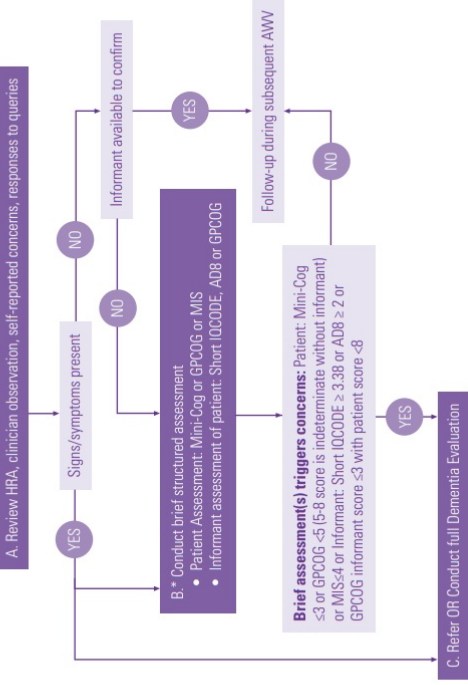 A. Review HRA, clinician observation, self-reported concerns, responses to queries
Signs/symptoms present
YES
NO
Informant available to confirm
NO
YES
B.* Conduct brief structured assessment
• Patient Assessment: Mini-Cog or GPCOG or MIS
• Informant assessment of patient: Short IQCODE, AD8 or GPCOG
Follow-up during subsequent AWV
Brief assessment(s) triggers concerns: Patient: Mini-Cog
≤3 or GPCOG <5 (5-8 score is indeterminate without informant)
or MIS≤4 or Informant: Short IQCODE ≥ 3.38 or AD8 ≥ 2 or
GPCOG informant score ≤3 with patient score <8
NO
YES
C. Refer OR Conduct full Dementia Evaluation